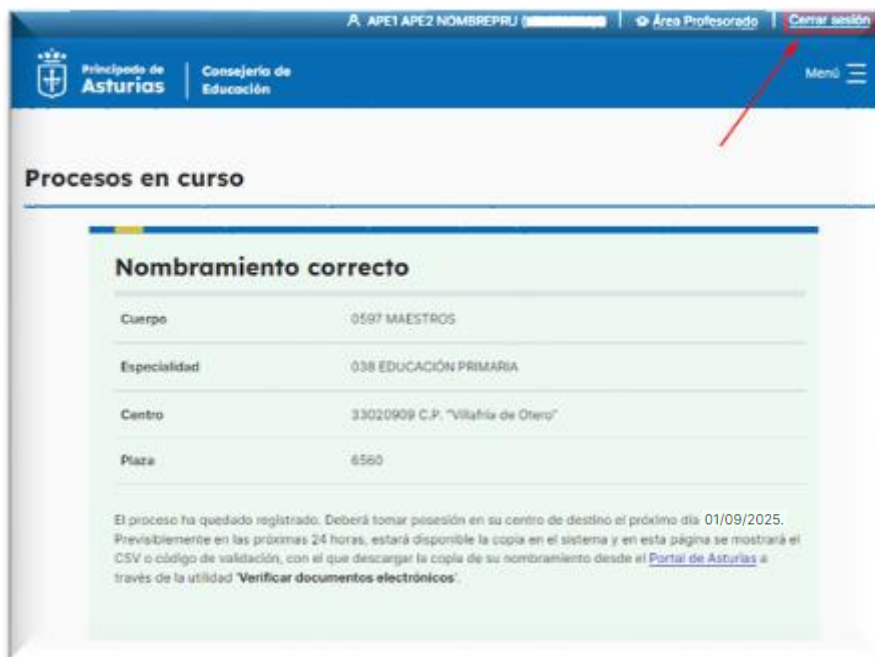 APE1 APE2 NOMBREPRU ( | Área Profesorado | Cerrar sesión
Principado de Asturias
Consejería de Educación
Menú
Procesos en curso
Nombramiento correcto
Cuerpo 0597 MAESTROS
Especialidad 038 EDUCACIÓN PRIMARIA
Centro 33020909 C.P. "Villafría de Otero"
Plaza 6560
El proceso ha quedado registrado. Deberá tomar posesión en su centro de destino el próximo día 01/09/2025.
Previsiblemente en las próximas 24 horas, estará disponible la copia en el sistema y en esta página se mostrará el
CSV o código de validación, con el que descargar la copia de su nombramiento desde el Portal de Asturias a
través de la utilidad 'Verificar documentos electrónicos'.